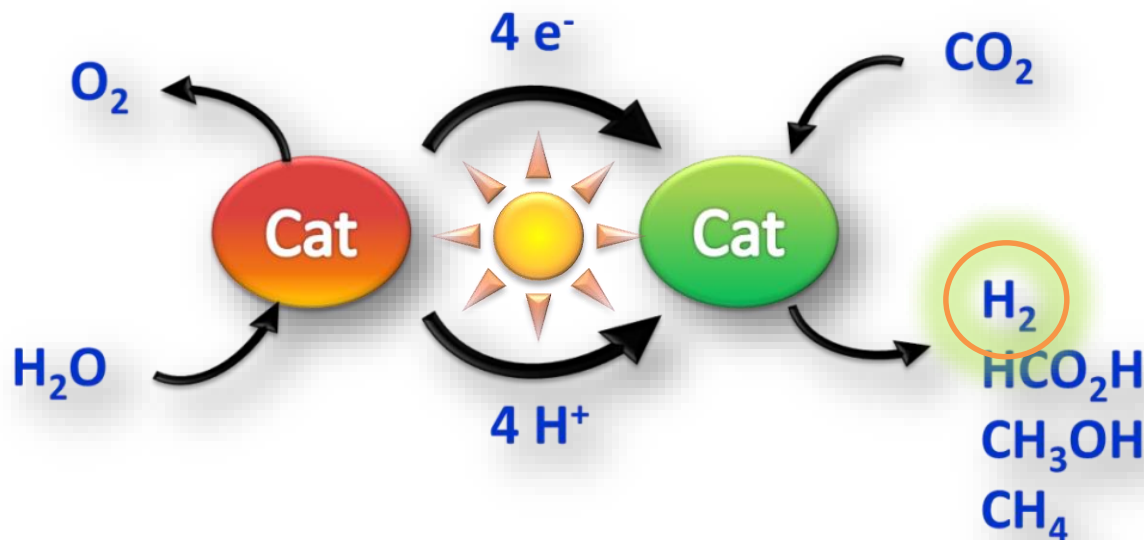 4 e⁻
O₂
CO₂
Cat
Cat
H₂
H₂O
HCO₂H
4 H⁺
CH₃OH
CH₄